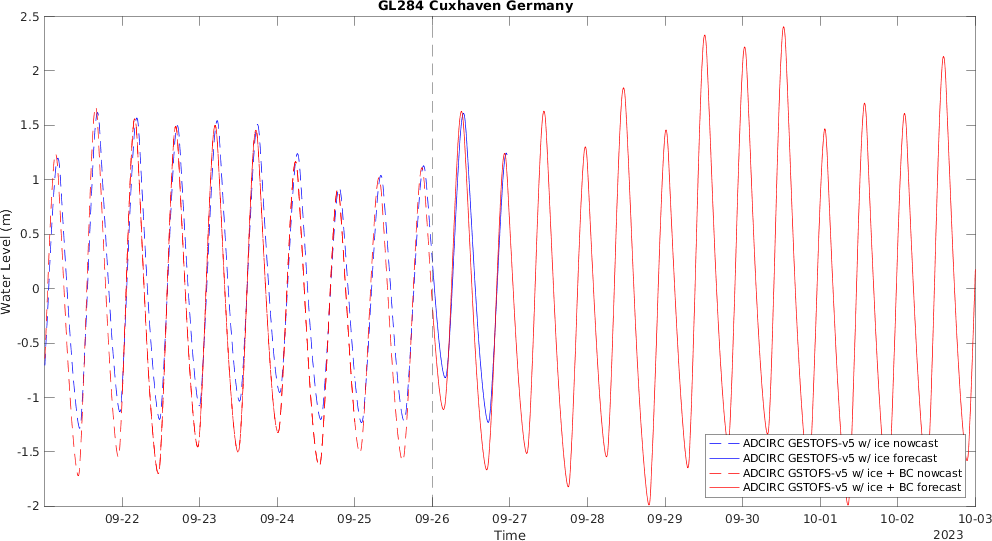 GL284 Cuxhaven Germany
2.5
2
1.5
1
0.5
0
-0.5
-1
-1.5
-2
Water Level (m)
ADCIRC GESTOFS-v5 w/ ice nowcast
ADCIRC GESTOFS-v5 w/ ice forecast
ADCIRC GSTOFS-v5 w/ ice + BC nowcast
ADCIRC GSTOFS-v5 w/ ice + BC forecast
09-22 09-23 09-24 09-25 09-26 09-27 09-28 09-29 09-30 10-01 10-02 10-03
Time
2023